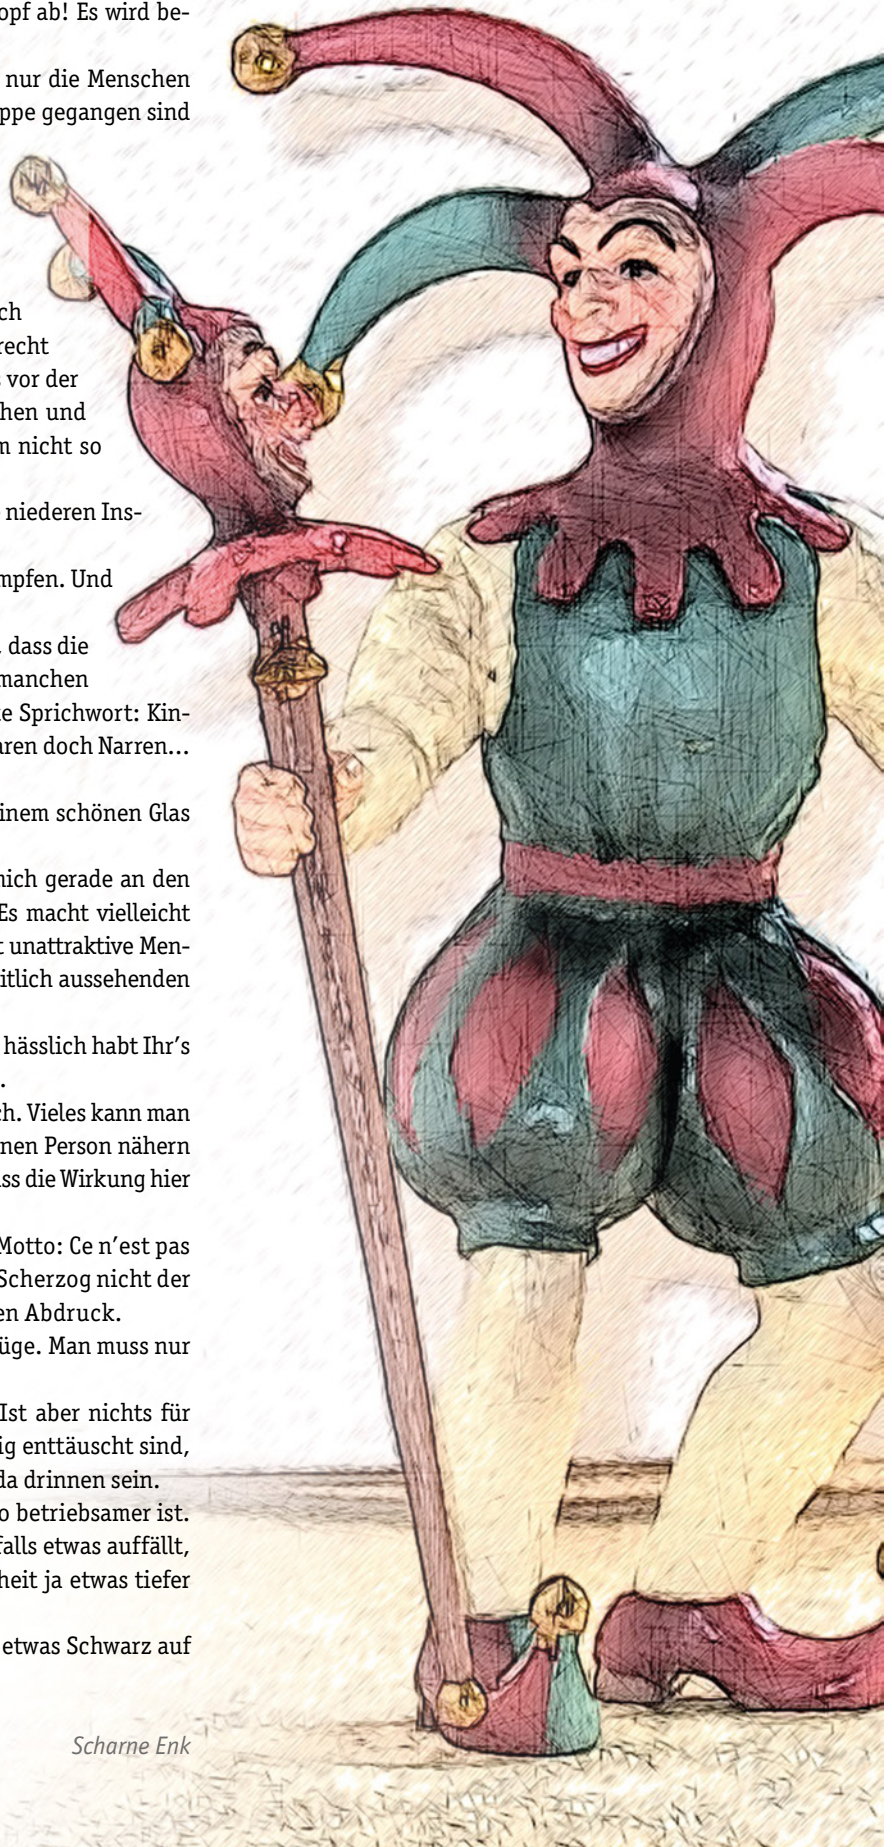 opf ab! Es wird be-
nur die Menschen
ppe gegangen sind
ch
recht
vor der
hen und
m nicht so
niederen Ins-
mpfen. Und
, dass die
manchen
e Sprichwort: Kin-
aren doch Narren…
inem schönen Glas
mich gerade an den
Es macht vielleicht
t unattraktive Men-
itlich aussehenden
hässlich habt Ihr’s
.
ch. Vieles kann man
nen Person nähern
ss die Wirkung hier
Motto: Ce n’est pas
Scherzog nicht der
en Abdruck.
üge. Man muss nur
Ist aber nichts für
ig enttäuscht sind,
da drinnen sein.
o betriebsamer ist.
falls etwas auffällt,
heit ja etwas tiefer
etwas Schwarz auf
Scharne Enk